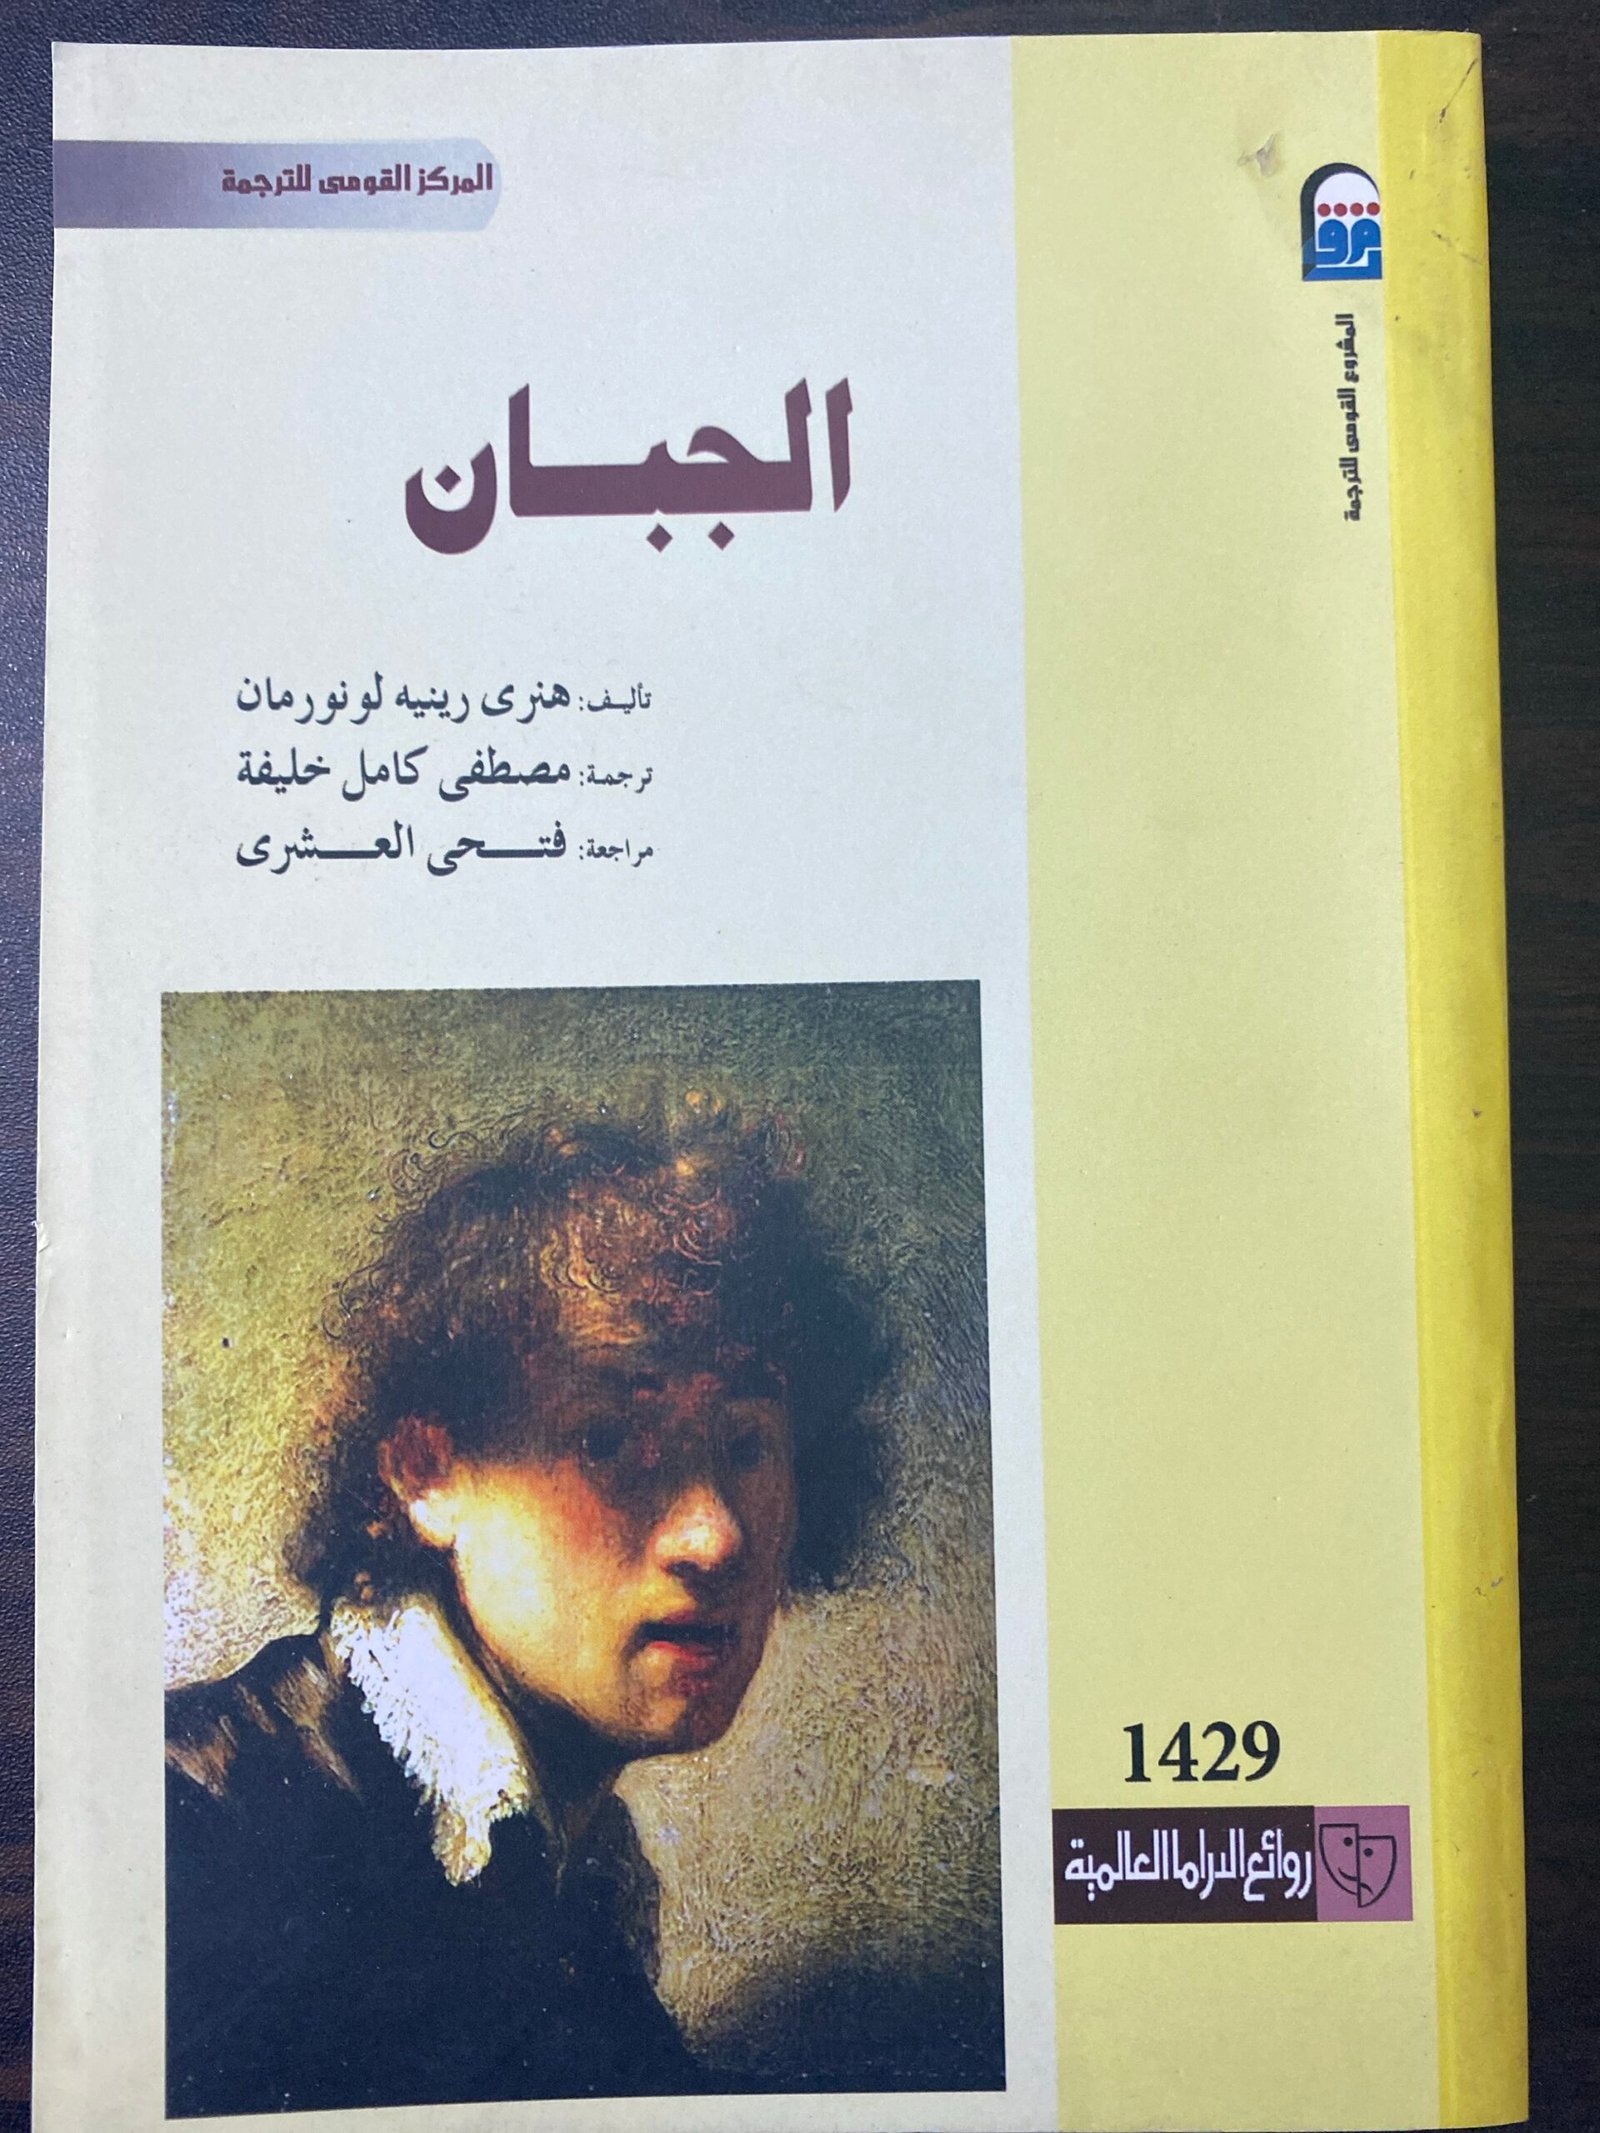 المركز القومى للترجمة
المشروع القومى للترجمة
الجبان
تأليف: هنرى رينيه لونورمان
ترجمة: مصطفى كامل خليفة
مراجعة: فتحى العشرى
1429
روائع الدراما العالمية